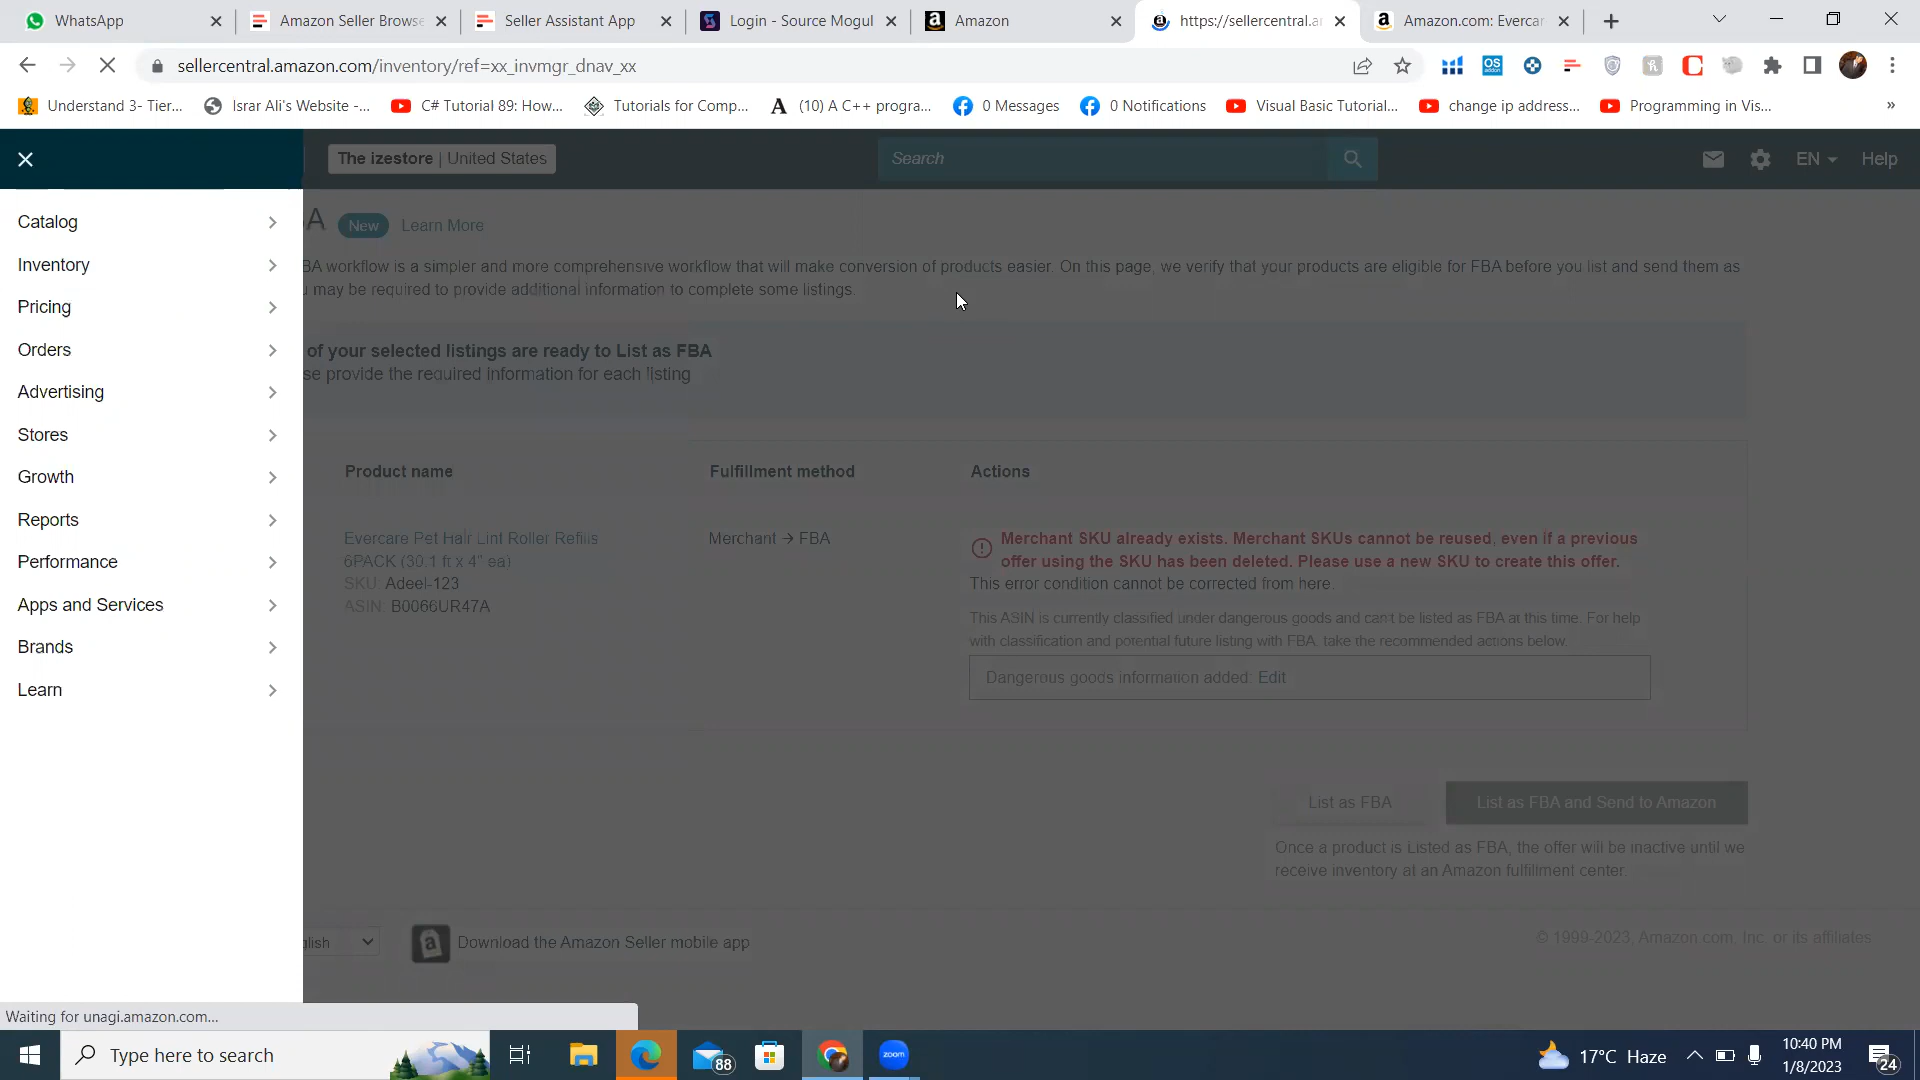 WhatsApp
Amazon Seller Browse
Seller Assistant App
Login - Source Mogul
Amazon
https://sellercentral.a
Amazon.com: Everca
sellercentral.amazon.com/inventory/ref=xx_invmgr_dnav_xx
Understand 3- Tier...
Israr Ali's Website -...
C# Tutorial 89: How...
Tutorials for Comp...
(10) A C++ progra...
0 Messages
0 Notifications
Visual Basic Tutorial...
change ip address...
Programming in Vis...
»
The izestore | United States
Search
EN
Help
Catalog
Inventory
Pricing
Orders
Advertising
Stores
Growth
Reports
Performance
Apps and Services
Brands
Learn
A New Learn More
BA workflow is a simpler and more comprehensive workflow that will make conversion of products easier. On this page, we verify that your products are eligible for FBA before you list and send them as
u may be required to provide additional information to complete some listings.
of your selected listings are ready to List as FBA
se provide the required information for each listing
Product name
Fulfillment method
Actions
Evercare Pet Hair Lint Roller Refills
6PACK (30.1 ft x 4" ea)
SKU Adeel-123
ASIN B0066UR47A
Merchant → FBA
Merchant SKU already exists. Merchant SKUs cannot be reused, even if a previous
offer using the SKU has been deleted. Please use a new SKU to create this offer.
This error condition cannot be corrected from here.
This ASIN is currently classified under dangerous goods and can't be listed as FBA at this time. For help
with classification and potential future listing with FBA, take the recommended actions below.
Dangerous goods information added: Edit
List as FBA
List as FBA and Send to Amazon
Once a product is Listed as FBA, the offer will be inactive until we
receive inventory at an Amazon fulfillment center.
glish
Download the Amazon Seller mobile app
© 1999-2023, Amazon.com, Inc. or its affiliates
Waiting for unagi.amazon.com...
Type here to search
88
zoom
17°C Haze
10:40 PM
1/8/2023
24